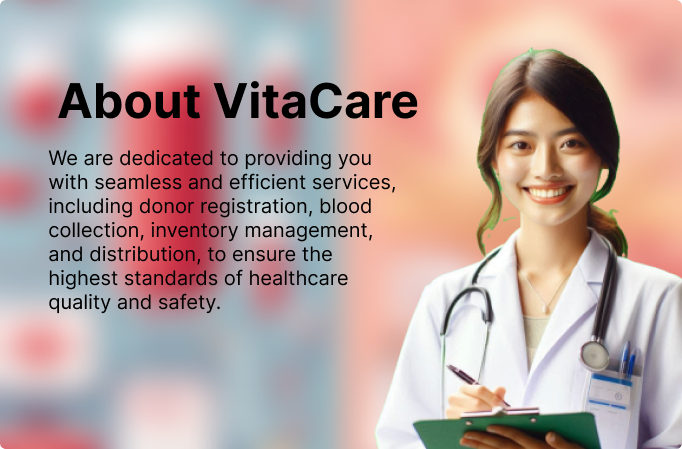 About VitaCare
We are dedicated to providing you
with seamless and efficient services,
including donor registration, blood
collection, inventory management,
and distribution, to ensure the
highest standards of healthcare
quality and safety.